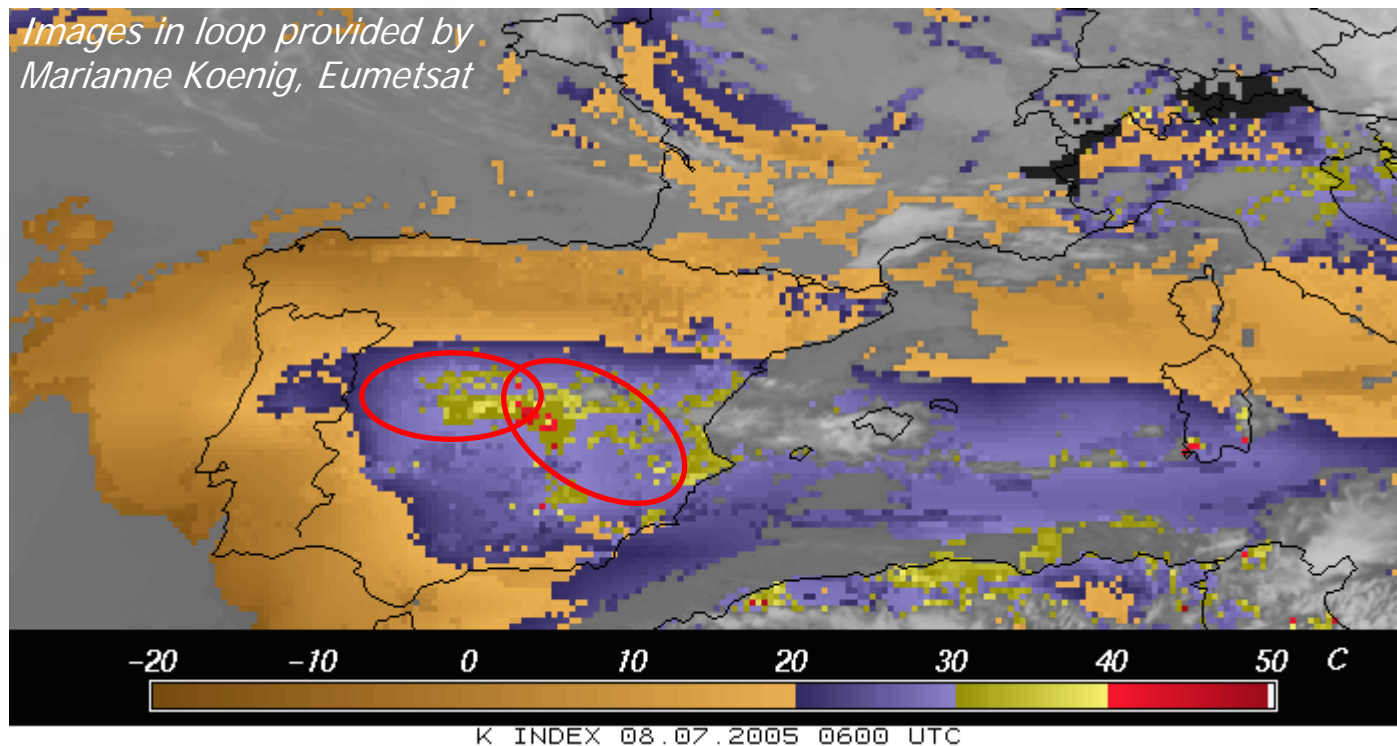 Images in loop provided by
Marianne Koenig, Eumetsat
-20 -10 0 10 20 30 40 50 C
K INDEX 08.07.2005 0600 UTC